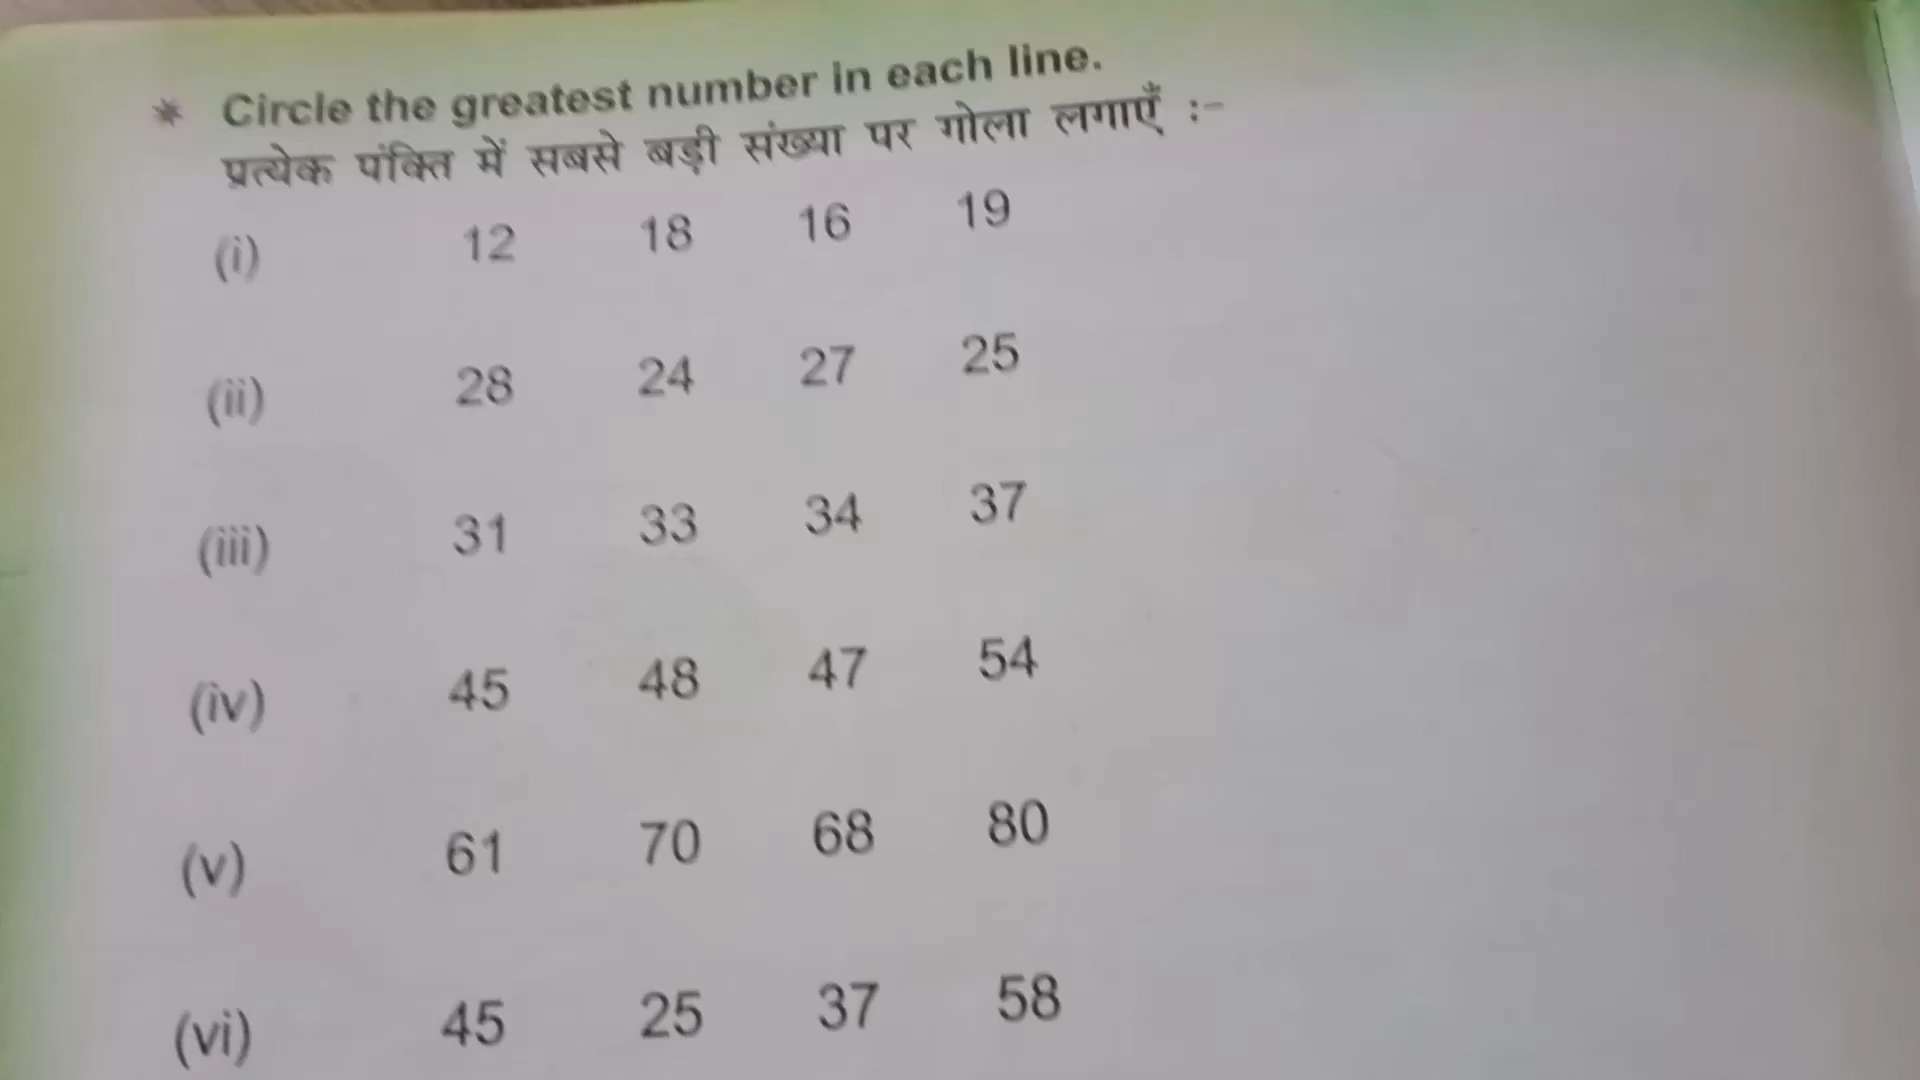 * Circle the greatest number in each line.
प्रत्येक पंक्ति में सबसे बड़ी संख्या पर गोला लगाएँ :-
(i) 12 18 16 19
(ii) 28 24 27 25
(iii) 31 33 34 37
(iv) 45 48 47 54
(v) 61 70 68 80
(vi) 45 25 37 58